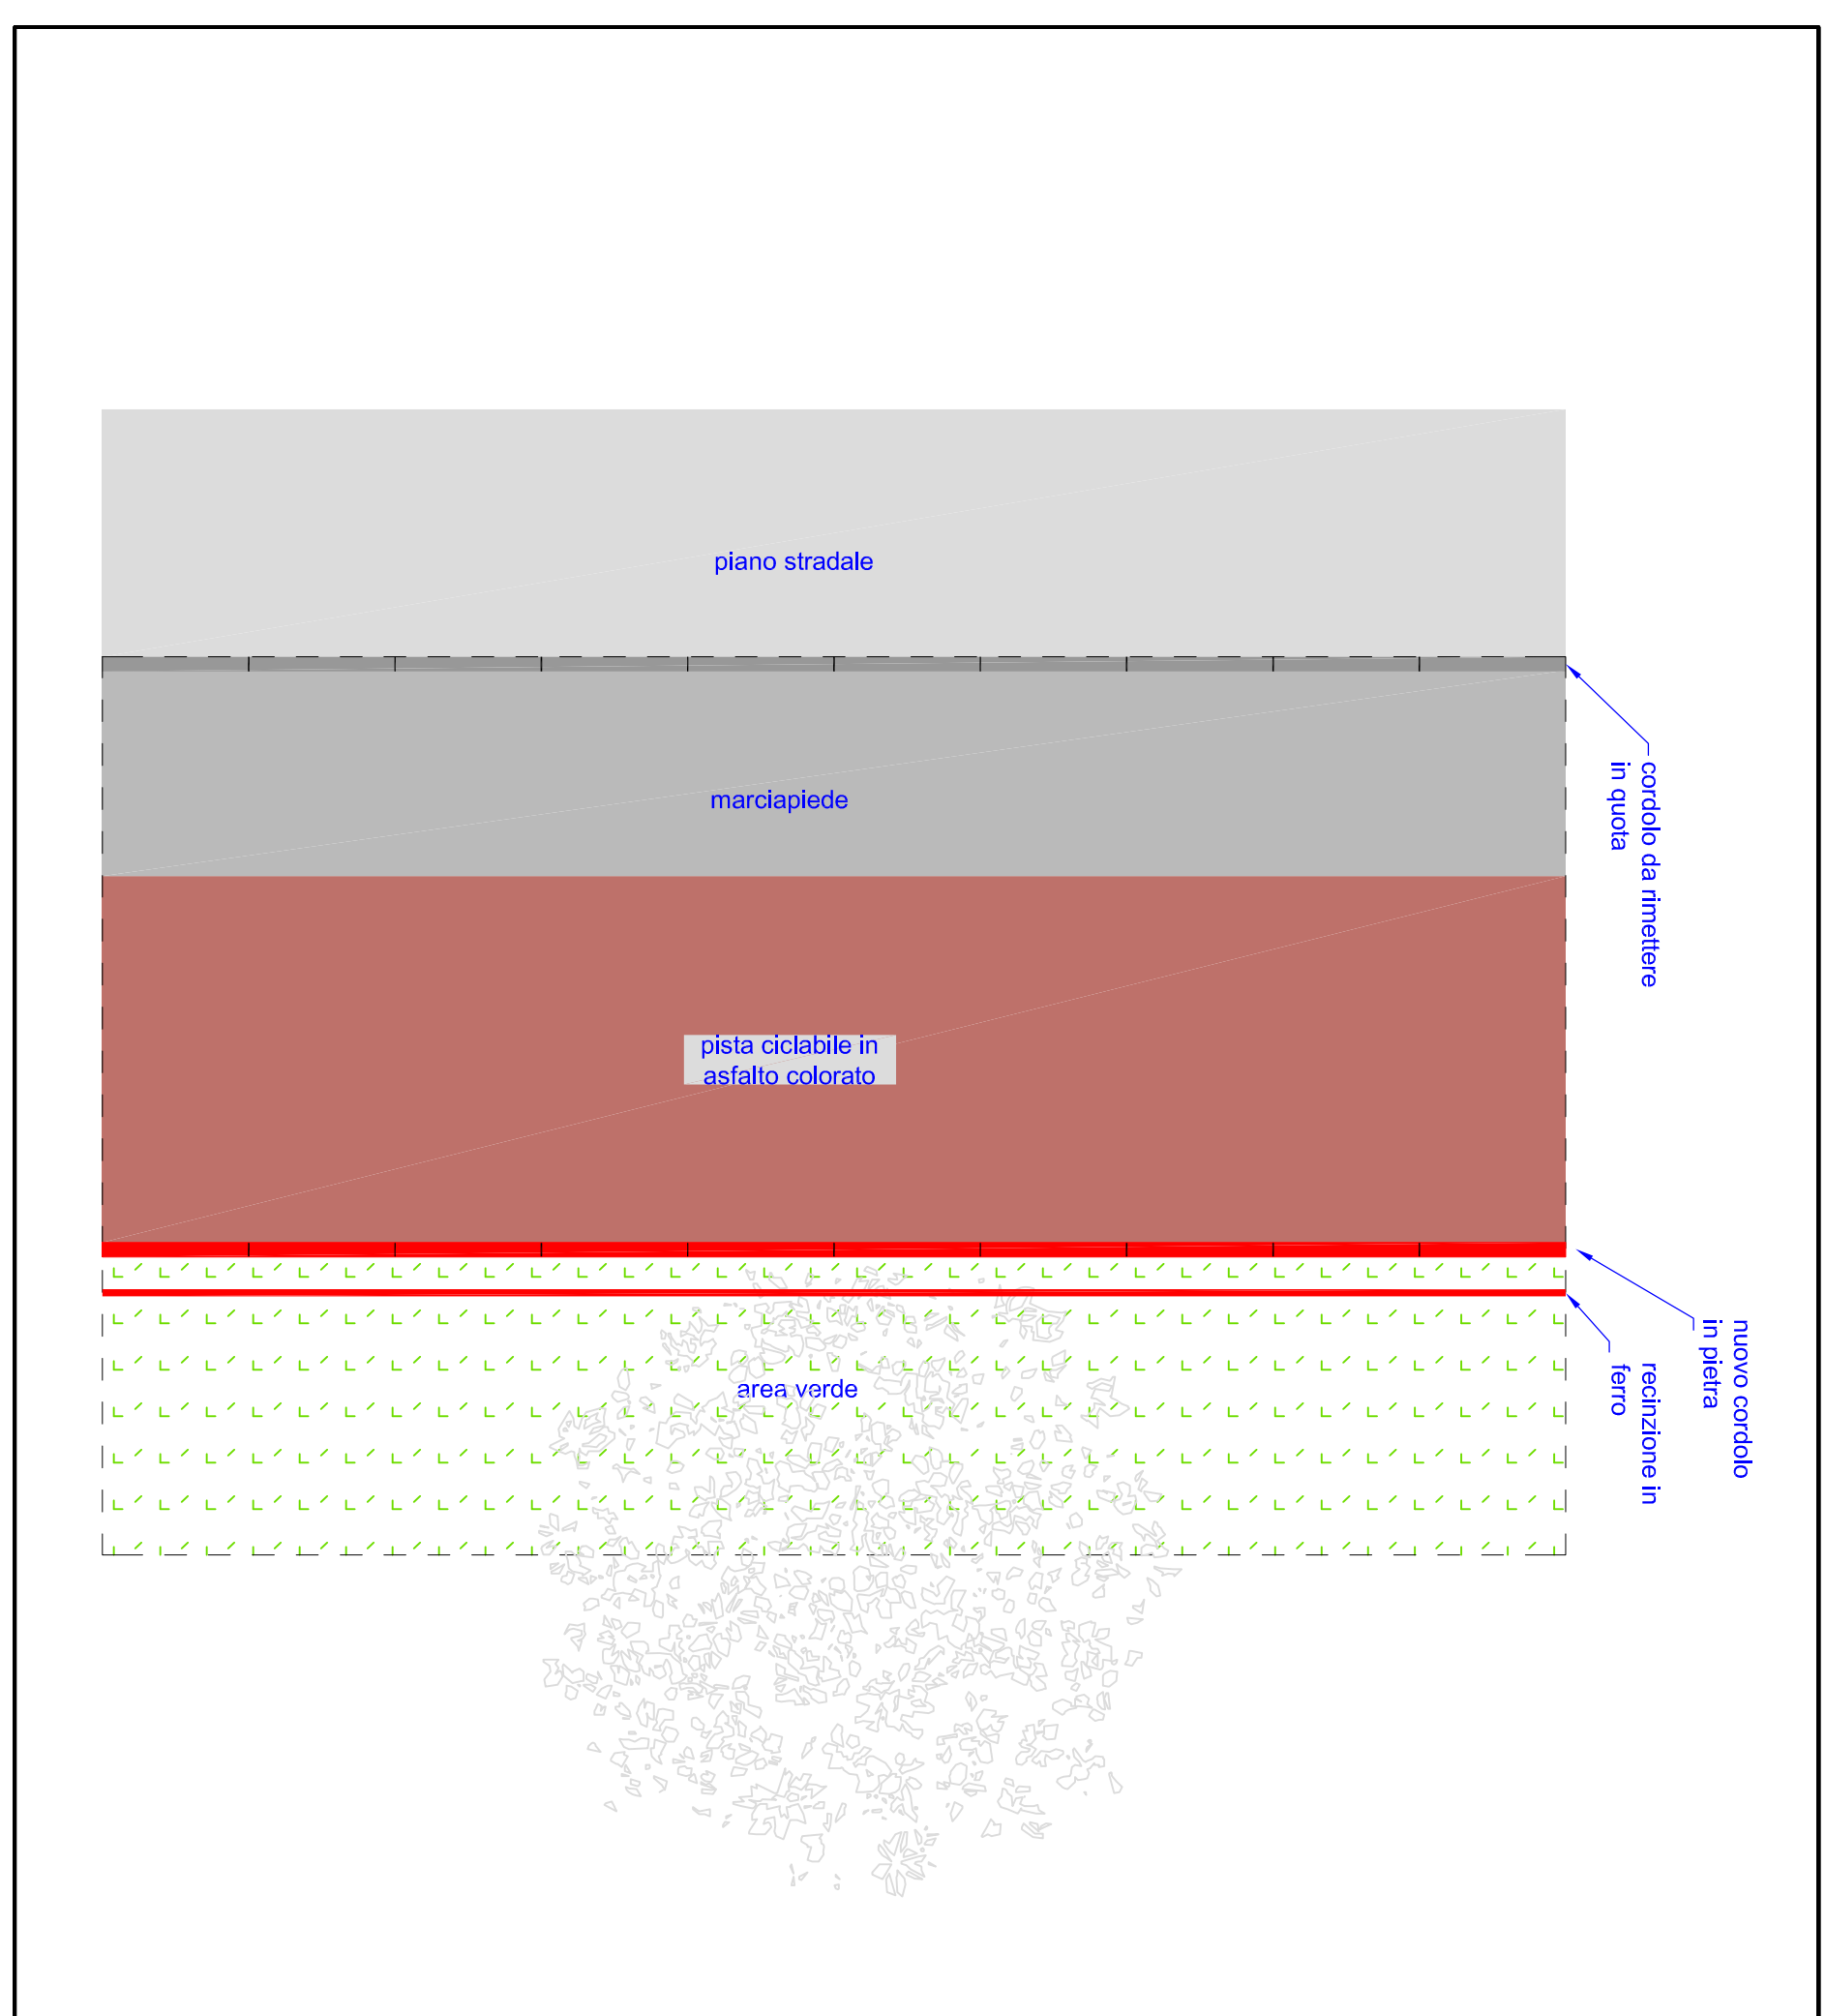 piano stradale
cordolo da rimettere
in quota
marciapiede
pista ciclabile in
asfalto colorato
nuovo cordolo
in pietra
recinzione in
ferro
area verde